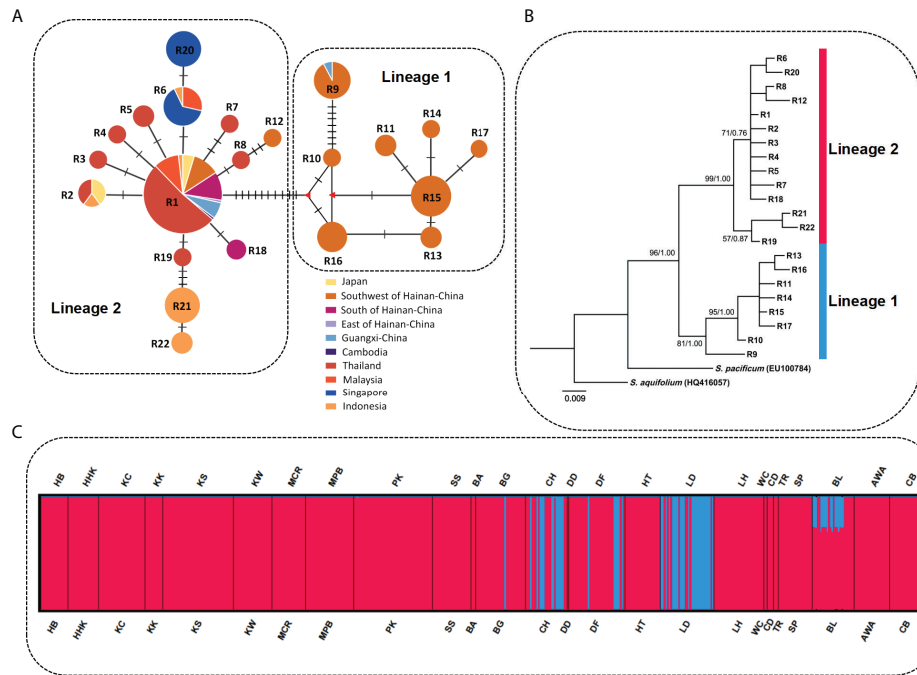 A
R20
R6
R5
R4
R3
R2
R7
R12
R8
R1
R18
R19
R21
R22
Lineage 2
R9
Lineage 1
R14
R11
R17
R10
R15
R16
R13
Japan
Southwest of Hainan-China
South of Hainan-China
East of Hainan-China
Guangxi-China
Cambodia
Thailand
Malaysia
Singapore
Indonesia
B
R6
R20
R8
R12
R1
R2
R3
R4
R5
R7
R18
R21
R22
R19
R13
R16
R11
R14
R15
R17
R10
R9
71/0.76
99/1.00
57/0.87
96/1.00
95/1.00
81/1.00
Lineage 2
Lineage 1
S. pacificum (EU100784)
S. aquifolium (HQ416057)
0.009
C
HB HHK KC KK KS KW MCR MPB PK SS BA BG CH DD DF HT LD LH WC CD TR SP BL AWA CB
HB HHK KC KK KS KW MCR MPB PK SS BA BG CH DD DF HT LD LH WC CD TR SP BL AWA CB